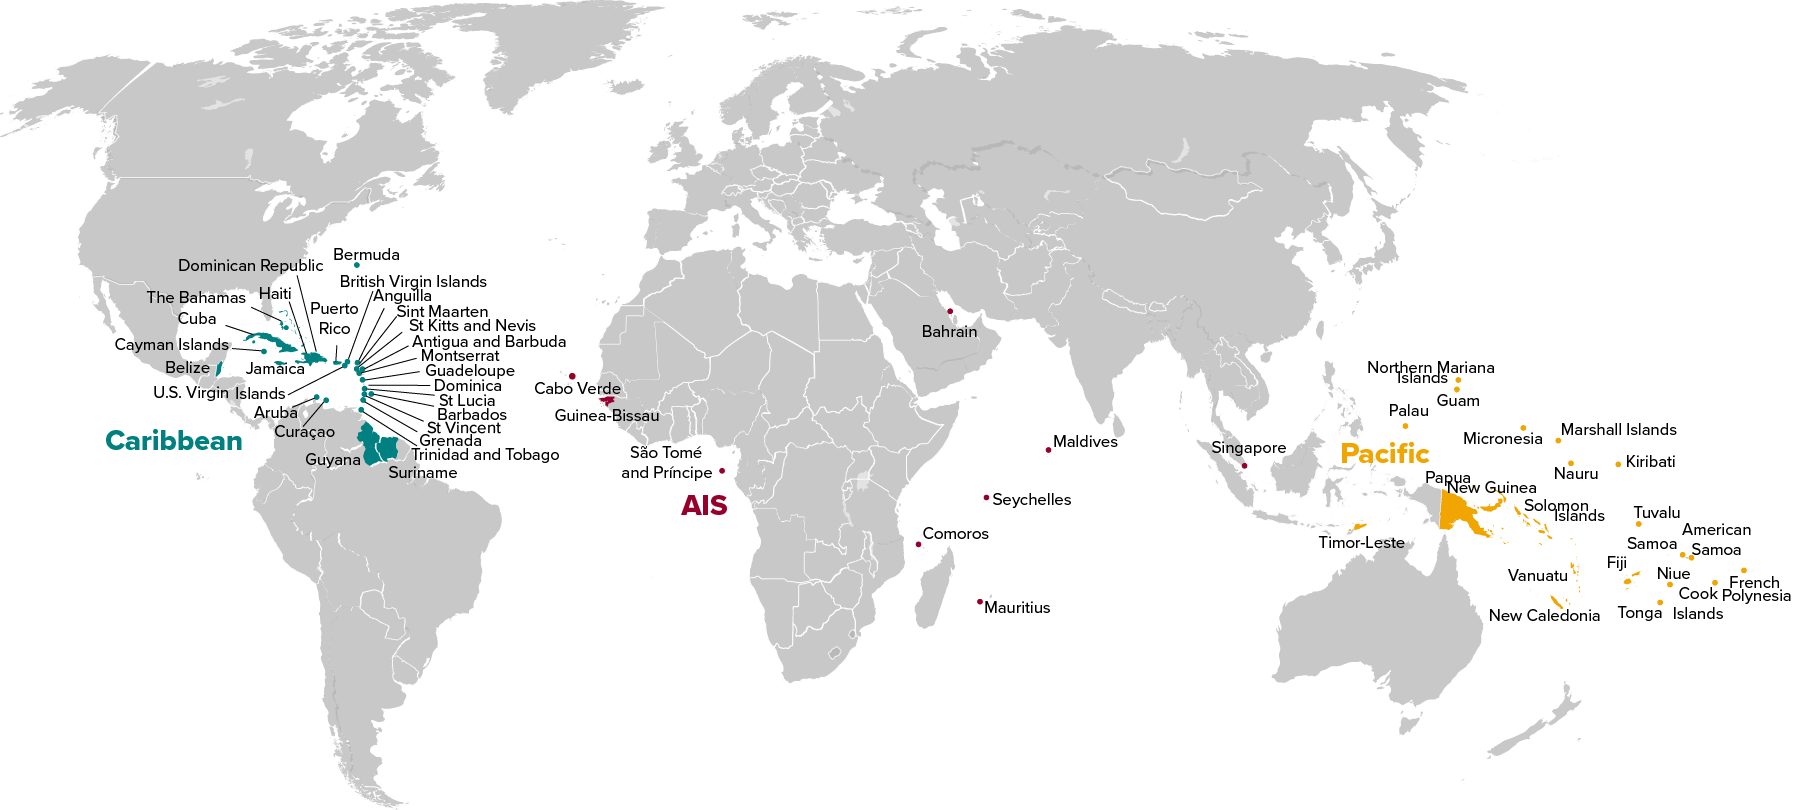 Bermuda
Dominican Republic
British Virgin Islands
The Bahamas
Haiti
Anguilla
Puerto
Rico
Sint Maarten
Cuba
St Kitts and Nevis
Cayman Islands
Antigua and Barbuda
Montserrat
Belize
Jamaica
Guadeloupe
U.S. Virgin Islands
Dominica
St Lucia
Aruba
Barbados
Curaçao
St Vincent
Grenada
Caribbean
Trinidad and Tobago
Guyana
Suriname
Bahrain
Cabo Verde
Guinea-Bissau
São Tomé
and Príncipe
AIS
Maldives
Seychelles
Comoros
Mauritius
Singapore
Northern Mariana
Islands
Guam
Palau
Micronesia
Marshall Islands
Pacific
Nauru
Kiribati
Papua
New Guinea
Solomon
Islands
Timor-Leste
Tuvalu
American
Samoa
Samoa
Fiji
Vanuatu
Niue
French
Polynesia
Cook
Islands
New Caledonia
Tonga